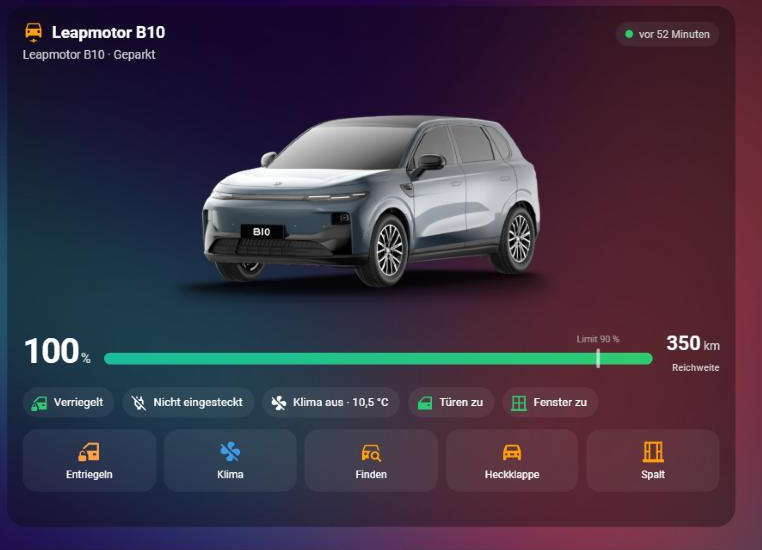 Leapmotor B10
vor 52 Minuten
Leapmotor B10 · Geparkt
B10
Limit 90 %
100 %
350 km
Reichweite
Verriegelt
Nicht eingesteckt
Klima aus · 10,5 °C
Türen zu
Fenster zu
Entriegeln
Klima
Finden
Heckklappe
Spalt